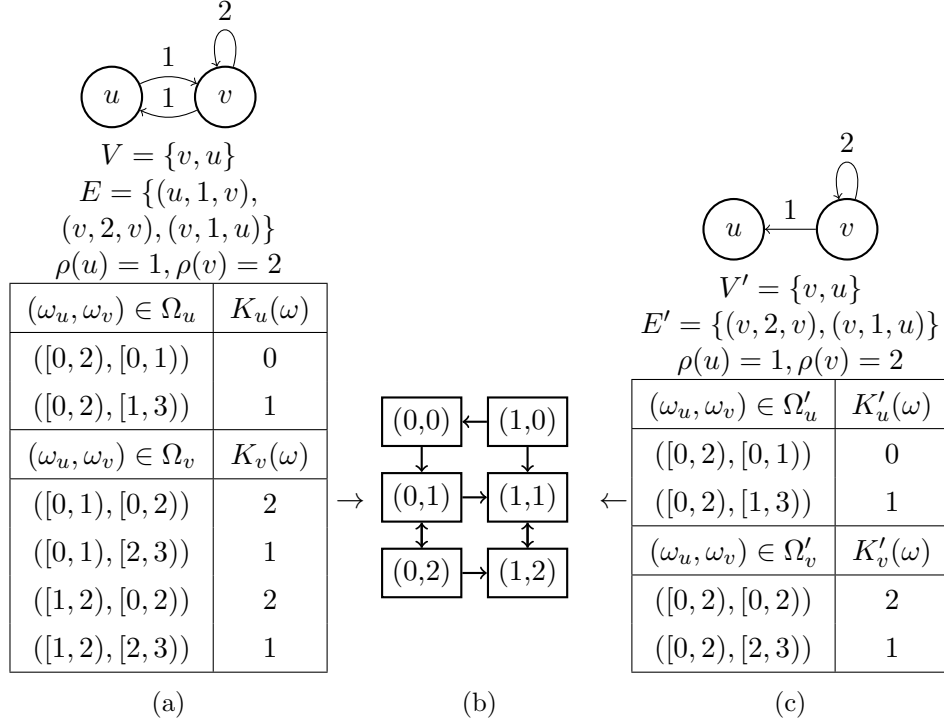 2
1
u
v
1
V = {v, u}
E = {(u, 1, v),
(v, 2, v), (v, 1, u)}
ρ(u) = 1, ρ(v) = 2
(ω_u, ω_v) ∈ Ω_u K_u(ω)
([0, 2), [0, 1)) 0
([0, 2), [1, 3)) 1
(ω_u, ω_v) ∈ Ω_v K_v(ω)
([0, 1), [0, 2)) 2
([0, 1), [2, 3)) 1
([1, 2), [0, 2)) 2
([1, 2), [2, 3)) 1
(a)
→
(0,0) (1,0)
(0,1) (1,1)
(0,2) (1,2)
(b)
←
2
1
u
v
V′ = {v, u}
E′ = {(v, 2, v), (v, 1, u)}
ρ(u) = 1, ρ(v) = 2
(ω_u, ω_v) ∈ Ω′_u K′_u(ω)
([0, 2), [0, 1)) 0
([0, 2), [1, 3)) 1
(ω_u, ω_v) ∈ Ω′_v K′_v(ω)
([0, 2), [0, 2)) 2
([0, 2), [2, 3)) 1
(c)